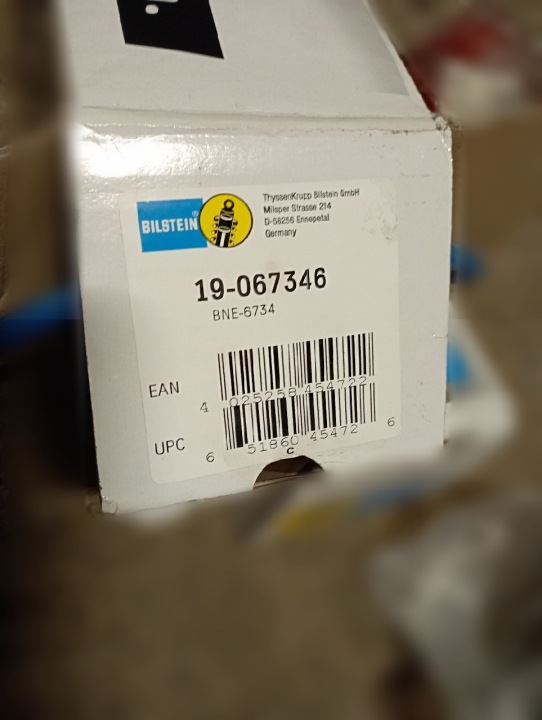 BILSTEIN
ThyssenKrupp Bilstein GmbH
Milsper Strasse 214
D-58256 Ennepetal
Germany
19-067346
BNE-6734
EAN
4 025258 454722
UPC
6 51860 45472 6
C